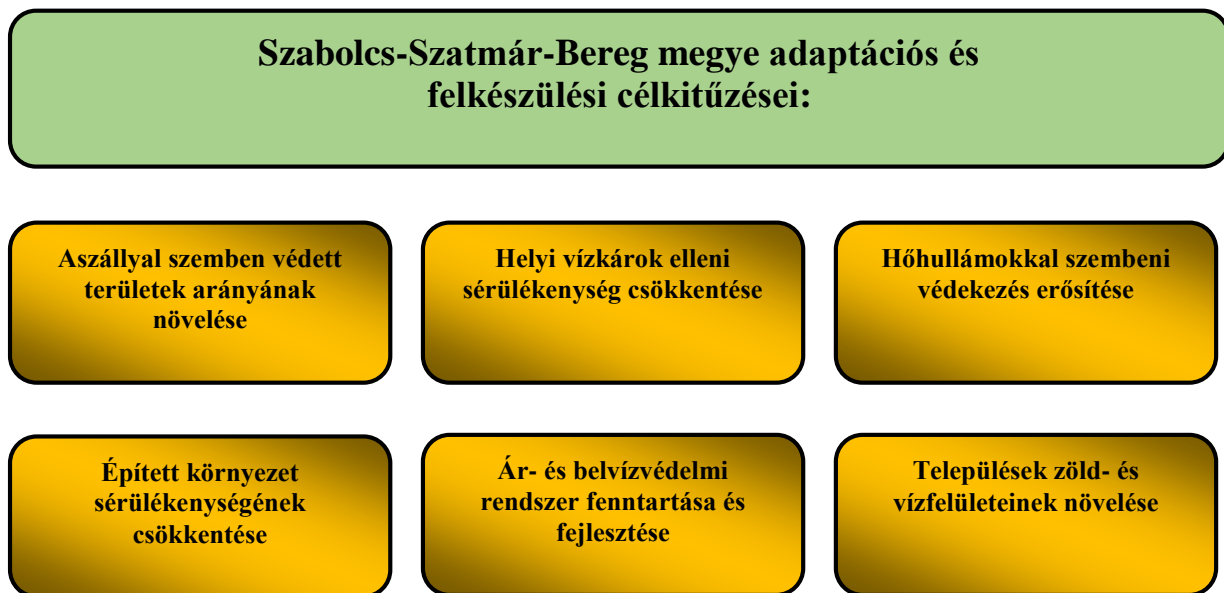 Szabolcs-Szatmár-Bereg megye adaptációs és
felkészülési célkitűzései:
Aszállyal szemben védett
területek arányának
növelése
Helyi vízkárok elleni
sérülékenység csökkentése
Hőhullámokkal szembeni
védekezés erősítése
Épített környezet
sérülékenységének
csökkentése
Ár- és belvízvédelmi
rendszer fenntartása és
fejlesztése
Települések zöld- és
vízfelületeinek növelése